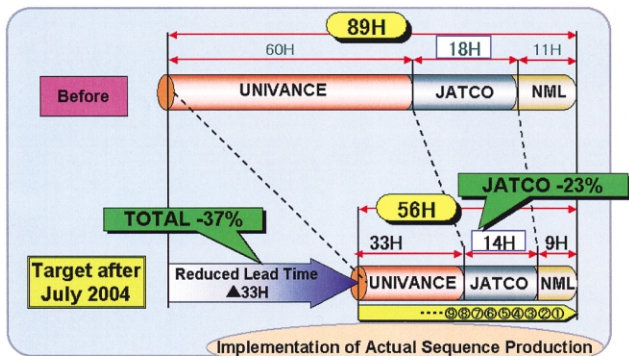 89H
60H
18H
11H
Before
UNIVANCE
JATCO
NML
JATCO -23%
TOTAL -37%
56H
33H
14H
9H
Target after
July 2004
Reduced Lead Time
▲33H
UNIVANCE
JATCO
NML
····⑨⑧⑦⑥⑤④③②①
Implementation of Actual Sequence Production